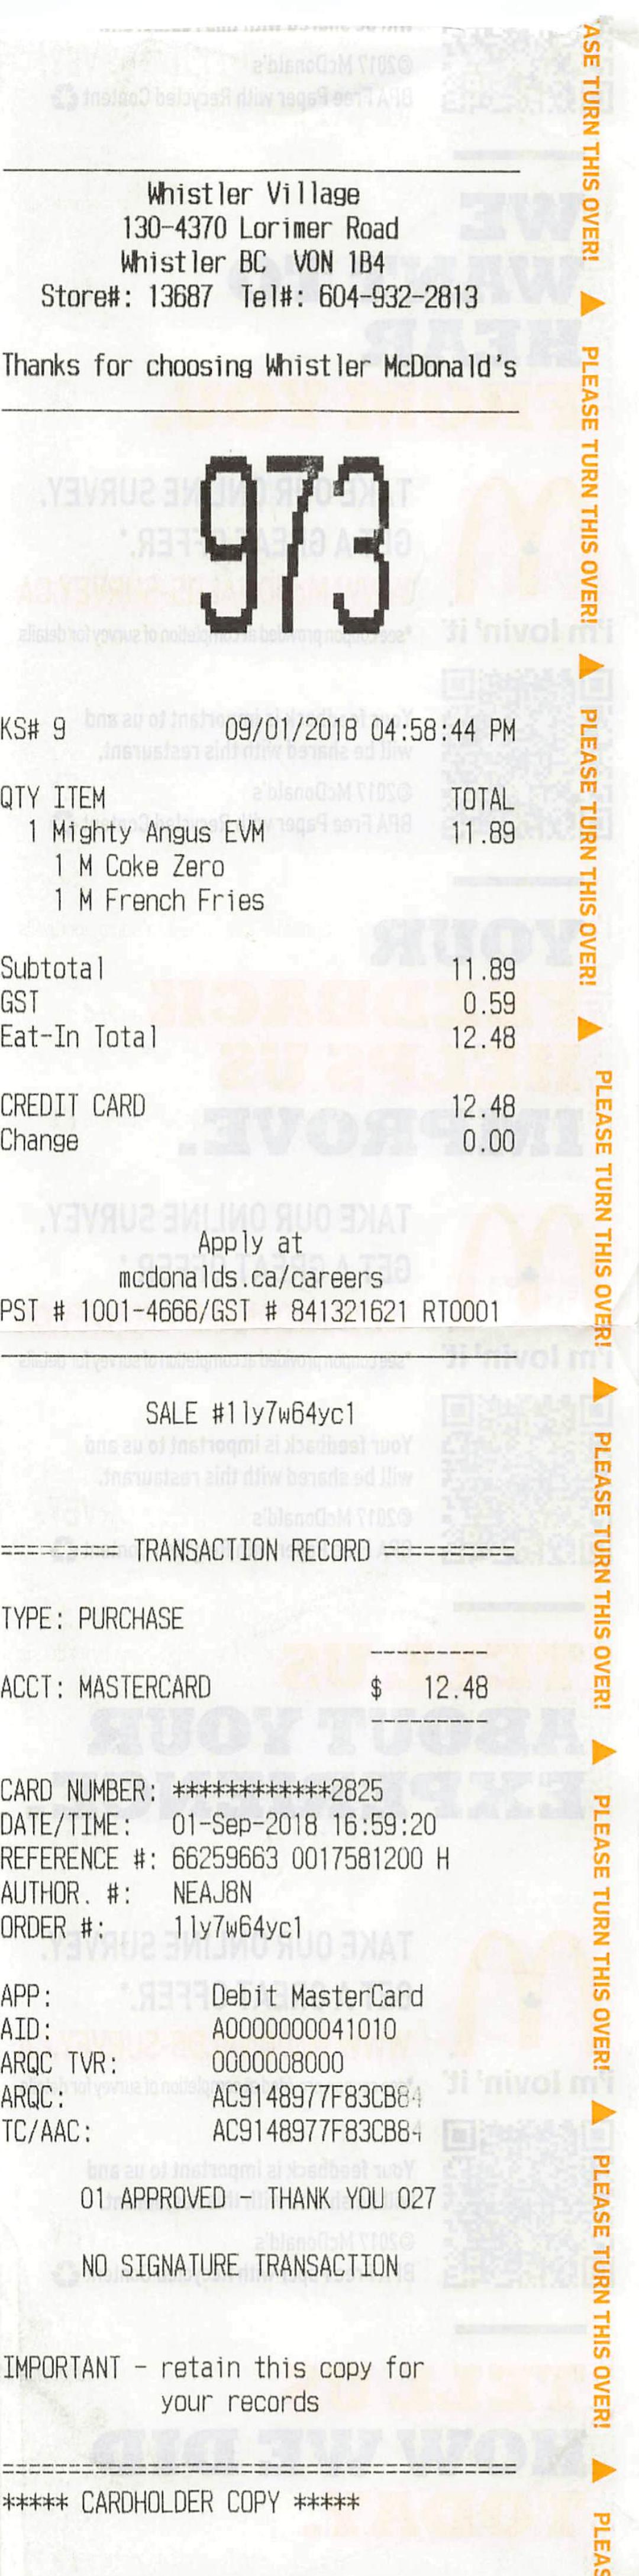 Whistler Village
130-4370 Lorimer Road
Whistler BC VON 1B4
Store#: 13687 Tel#: 604-932-2813
Thanks for choosing Whistler McDonald's
973
KS# 9 09/01/2018 04:58:44 PM
QTY ITEM TOTAL
1 Mighty Angus EVM 11.89
1 M Coke Zero
1 M French Fries
Subtotal 11.89
GST 0.59
Eat-In Total 12.48
CREDIT CARD 12.48
Change 0.00
Apply at
mcdonalds.ca/careers
PST # 1001-4666/GST # 841321621 RT0001
SALE #1ly7w64yc1
========= TRANSACTION RECORD =========
TYPE: PURCHASE
ACCT: MASTERCARD $ 12.48
CARD NUMBER: ************2825
DATE/TIME: 01-Sep-2018 16:59:20
REFERENCE #: 66259663 0017581200 H
AUTHOR. #: NEAJ8N
ORDER #: 1ly7w64yc1
APP: Debit MasterCard
AID: A0000000041010
ARQC TVR: 0000008000
ARQC: AC9148977F83CB84
TC/AAC: AC9148977F83CB84
01 APPROVED - THANK YOU 027
NO SIGNATURE TRANSACTION
IMPORTANT - retain this copy for
your records
***** CARDHOLDER COPY *****
ASE TURN THIS OVER!
PLEASE TURN THIS OVER!
PLEASE TURN THIS OVER!
PLEASE TURN THIS OVER!
PLEASE TURN THIS OVER!
PLEASE TURN THIS OVER!
PLEASE TURN THIS OVER!
PLEAS